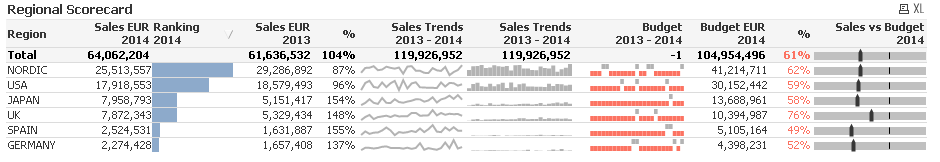 Regional Scorecard XL
Region Sales EUR 2014 Ranking 2014 / Sales EUR 2013 % Sales Trends 2013 - 2014 Sales Trends 2013 - 2014 Budget 2013 - 2014 Budget EUR 2014 % Sales vs Budget 2014
Total 64,062,204 61,636,532 104% 119,926,952 119,926,952 -1 104,954,496 61%
NORDIC 25,513,557 29,286,892 87% 41,214,711 62%
USA 17,918,553 18,579,493 96% 30,152,442 59%
JAPAN 7,958,793 5,151,417 154% 13,688,961 58%
UK 7,872,343 5,329,434 148% 10,394,987 76%
SPAIN 2,524,531 1,631,887 155% 5,105,164 49%
GERMANY 2,274,428 1,657,408 137% 4,398,231 52%